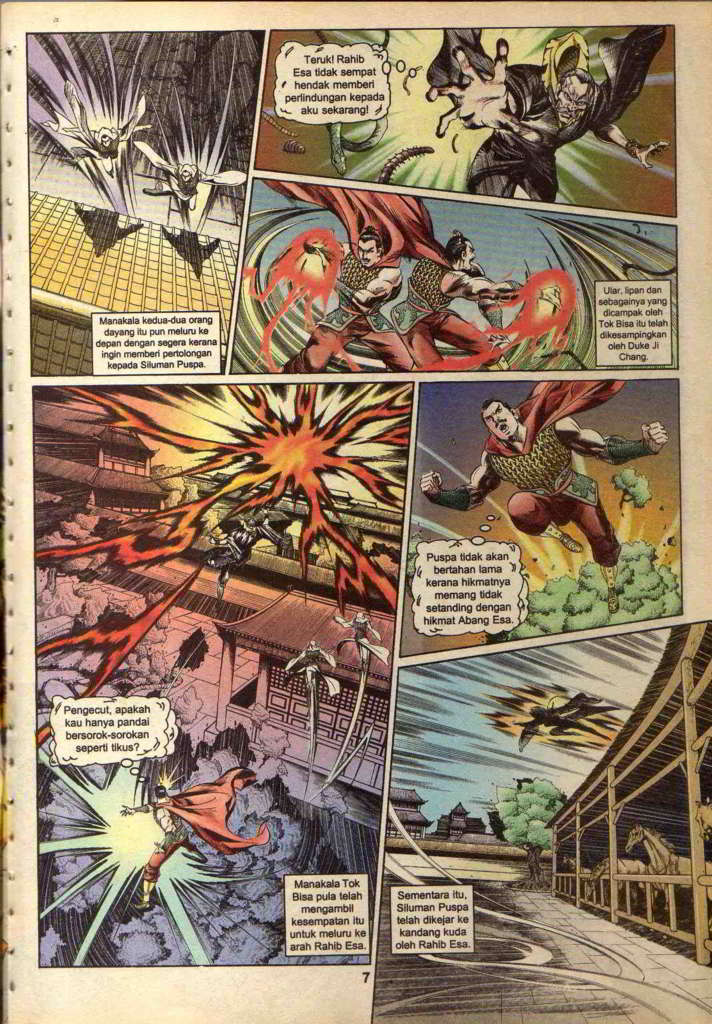 Manakala kedua-dua orang
dayang itu pun meluru ke
depan dengan segera kerana
ingin memberi pertolongan
kepada Siluman Puspa.
Teruk! Rahib
Esa tidak sempat
hendak memberi
perlindungan kepada
aku sekarang!
Ular, lipan dan
sebagainya yang
dicampak oleh
Tok Bisa itu telah
dikesampingkan
oleh Duke Ji
Chang.
Pengecut, apakah
kau hanya pandai
bersorok-sorokan
seperti tikus?
Manakala Tok
Bisa pula telah
mengambil
kesempatan itu
untuk meluru ke
arah Rahib Esa.
Puspa tidak akan
bertahan lama
kerana hikmatnya
memang tidak
setanding dengan
hikmat Abang Esa.
Sementara itu,
Siluman Puspa
telah dikejar ke
kandang kuda
oleh Rahib Esa.
7